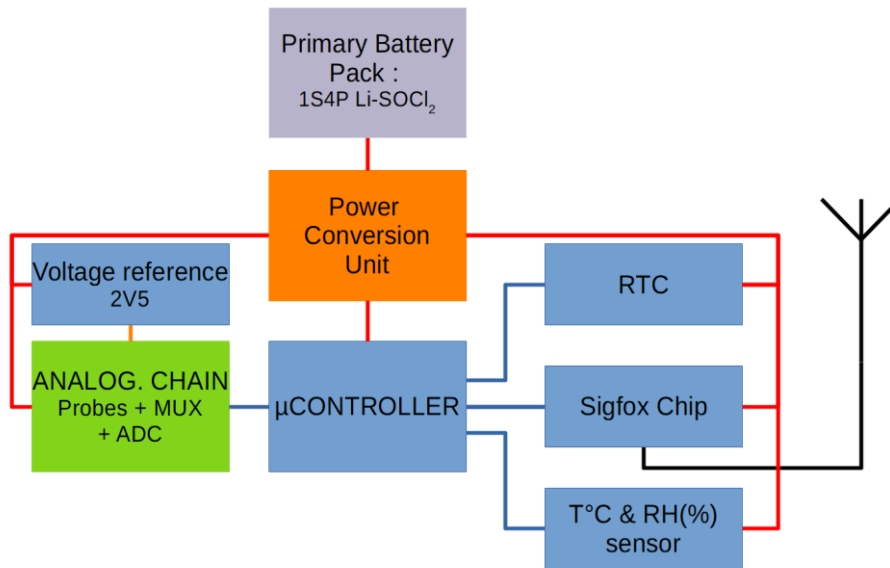 Primary Battery
Pack :
1S4P Li-SOCl₂
Power
Conversion
Unit
Voltage reference
2V5
RTC
ANALOG. CHAIN
Probes + MUX
+ ADC
µCONTROLLER
Sigfox Chip
T°C & RH(%)
sensor